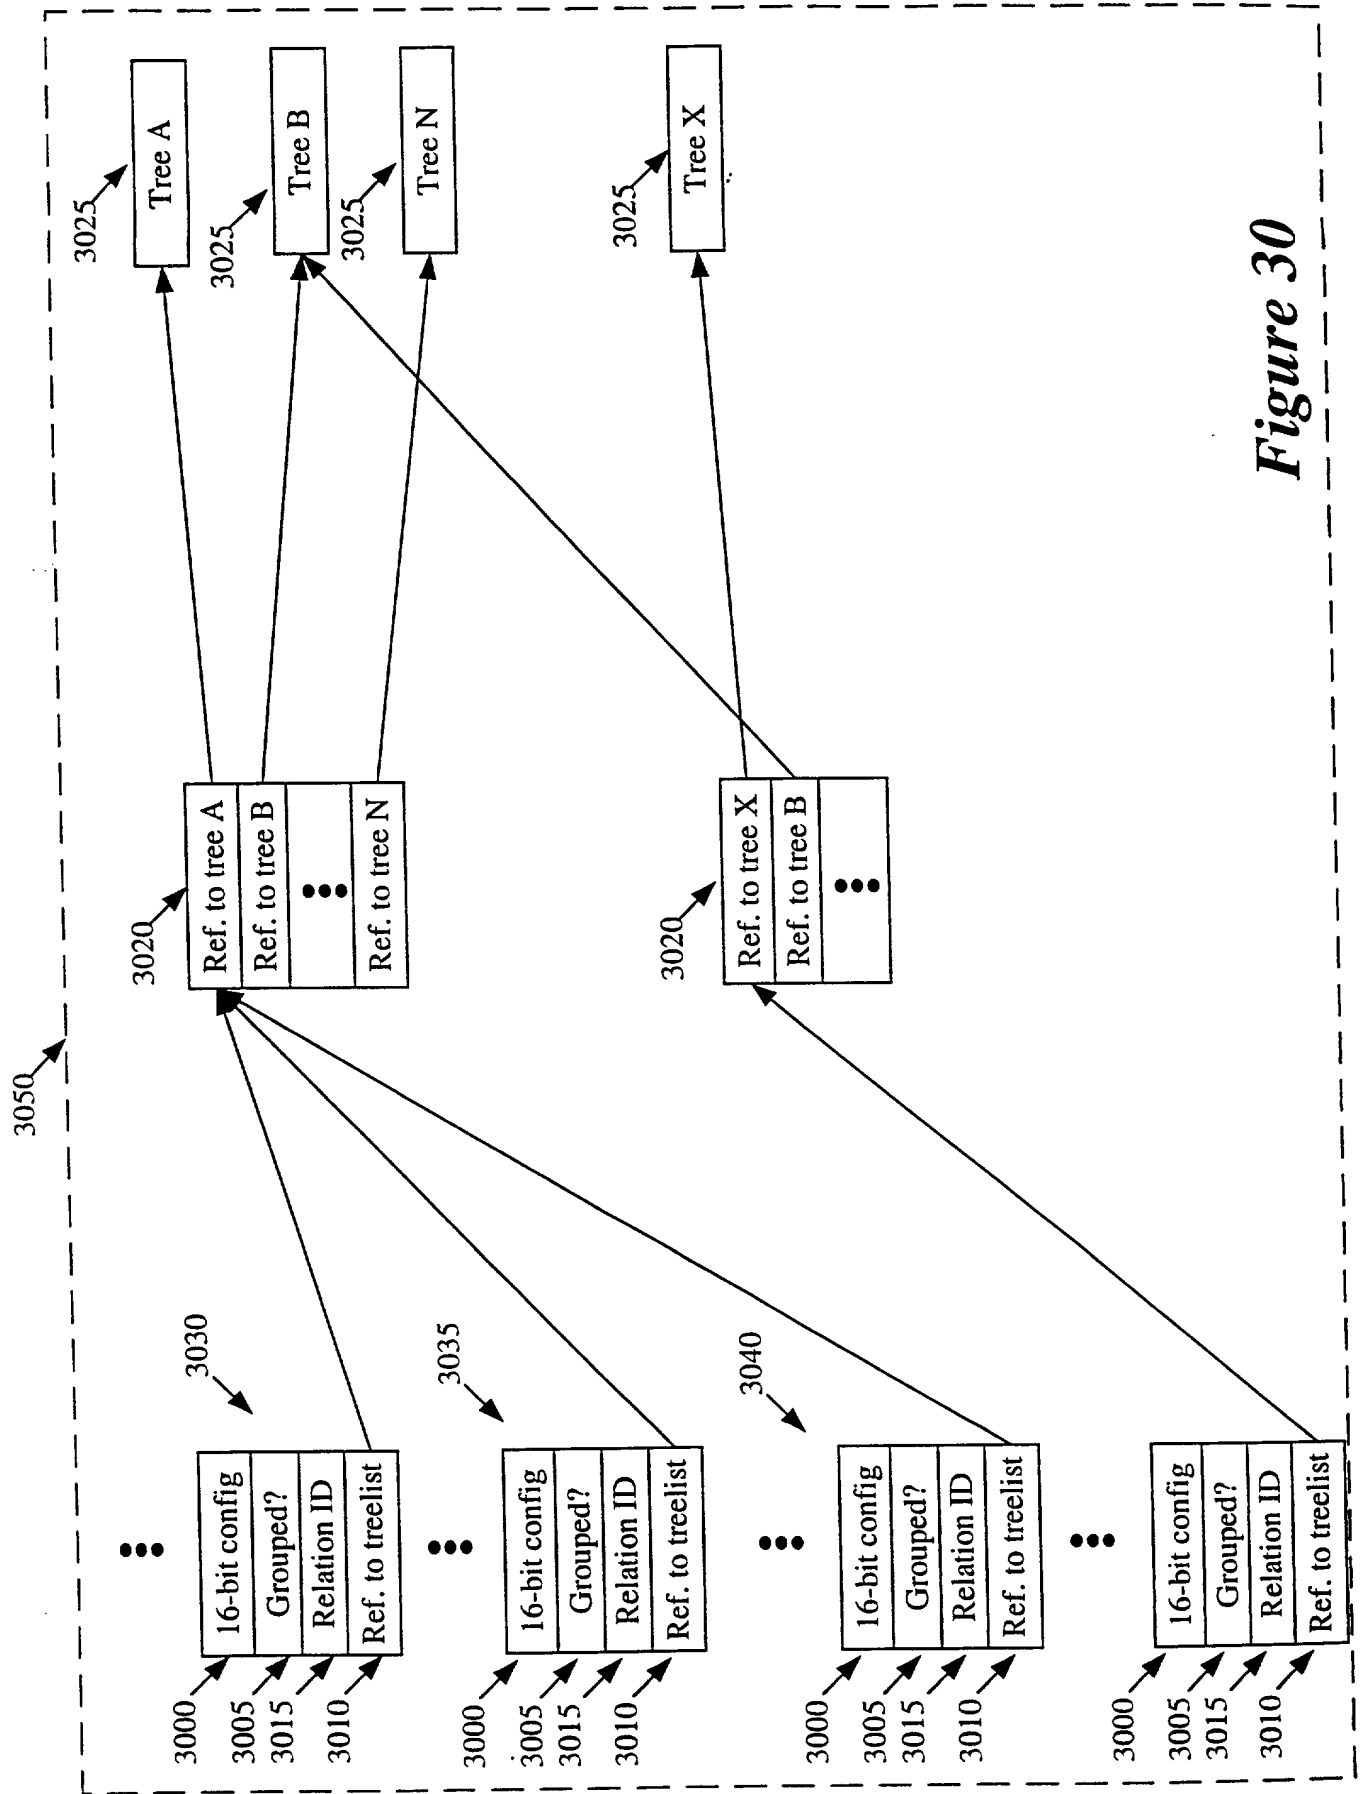 3050
3000
3005
3015
3010
16-bit config
Grouped?
Relation ID
Ref. to treelist
3030
3000
3005
3015
3010
16-bit config
Grouped?
Relation ID
Ref. to treelist
3035
3000
3005
3015
3010
16-bit config
Grouped?
Relation ID
Ref. to treelist
3040
3000
3005
3015
3010
16-bit config
Grouped?
Relation ID
Ref. to treelist
3020
Ref. to tree A
Ref. to tree B
Ref. to tree N
3020
Ref. to tree X
Ref. to tree B
3025
Tree A
3025
Tree B
3025
Tree N
3025
Tree X
Figure 30